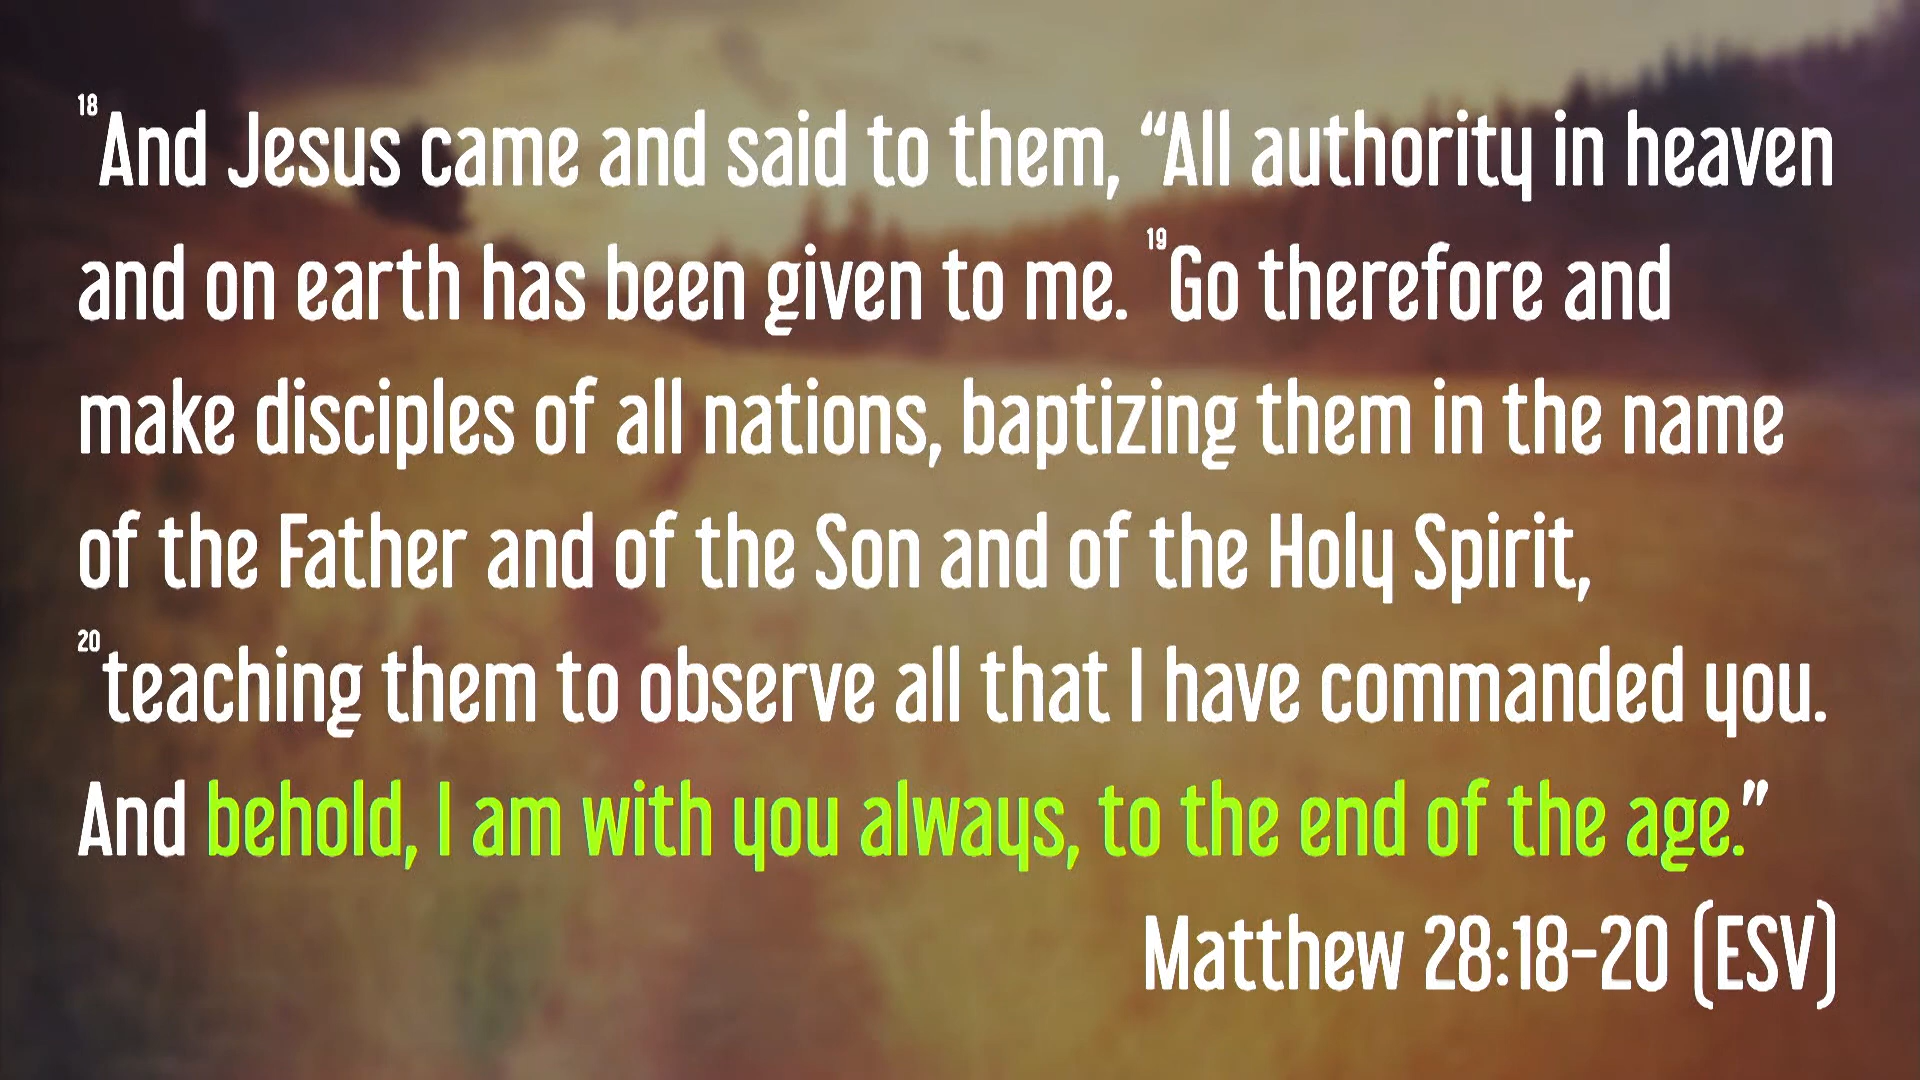 18And Jesus came and said to them, “All authority in heaven
and on earth has been given to me. 19Go therefore and
make disciples of all nations, baptizing them in the name
of the Father and of the Son and of the Holy Spirit,
20teaching them to observe all that I have commanded you.
And behold, I am with you always, to the end of the age.”
Matthew 28:18-20 (ESV)